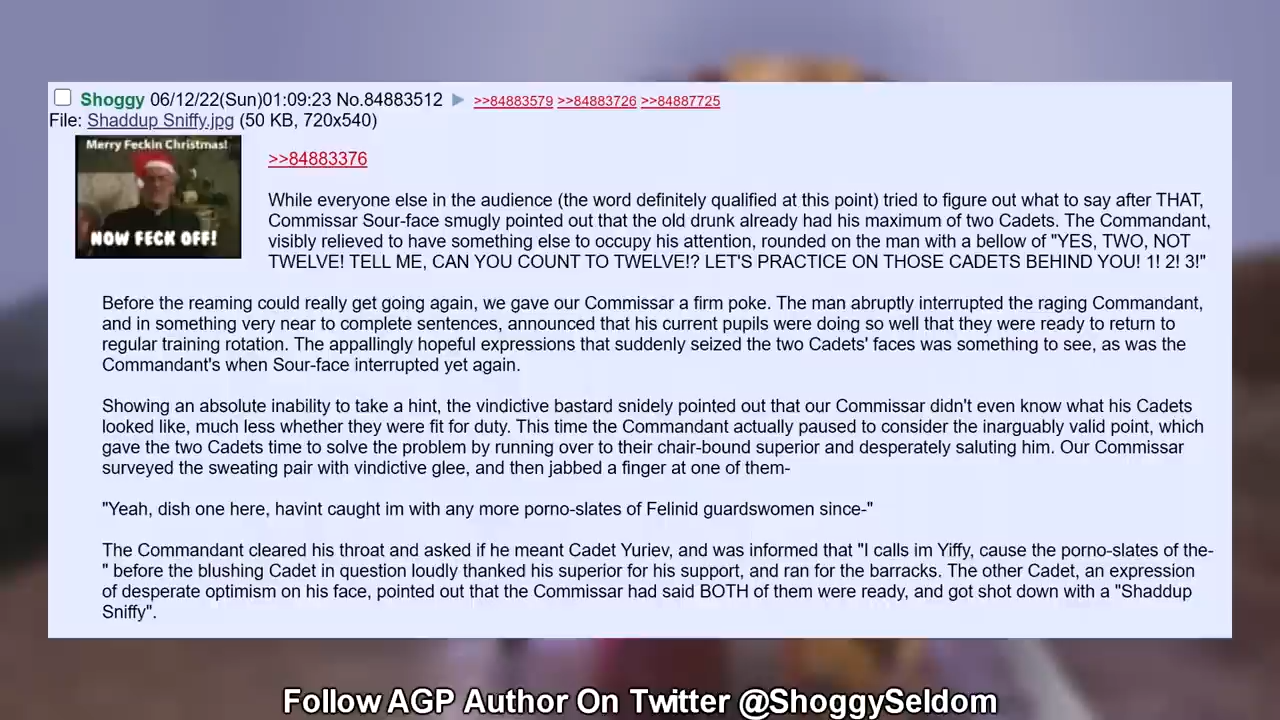 Shoggy 06/12/22(Sun)01:09:23 No.84883512 ▶ >>84883579 >>84883726 >>84887725
File: Shaddup Sniffy.jpg (50 KB, 720x540)
Merry Feckin Christmas!
NOW FECK OFF!
>>84883376
While everyone else in the audience (the word definitely qualified at this point) tried to figure out what to say after THAT,
Commissar Sour-face smugly pointed out that the old drunk already had his maximum of two Cadets. The Commandant,
visibly relieved to have something else to occupy his attention, rounded on the man with a bellow of "YES, TWO, NOT
TWELVE! TELL ME, CAN YOU COUNT TO TWELVE!? LET'S PRACTICE ON THOSE CADETS BEHIND YOU! 1! 2! 3!"
Before the reaming could really get going again, we gave our Commissar a firm poke. The man abruptly interrupted the raging Commandant,
and in something very near to complete sentences, announced that his current pupils were doing so well that they were ready to return to
regular training rotation. The appallingly hopeful expressions that suddenly seized the two Cadets' faces was something to see, as was the
Commandant's when Sour-face interrupted yet again.
Showing an absolute inability to take a hint, the vindictive bastard snidely pointed out that our Commissar didn't even know what his Cadets
looked like, much less whether they were fit for duty. This time the Commandant actually paused to consider the inarguably valid point, which
gave the two Cadets time to solve the problem by running over to their chair-bound superior and desperately saluting him. Our Commissar
surveyed the sweating pair with vindictive glee, and then jabbed a finger at one of them-
"Yeah, dish one here, havint caught im with any more porno-slates of Felinid guardswomen since-"
The Commandant cleared his throat and asked if he meant Cadet Yuriev, and was informed that "I calls im Yiffy, cause the porno-slates of the-
" before the blushing Cadet in question loudly thanked his superior for his support, and ran for the barracks. The other Cadet, an expression
of desperate optimism on his face, pointed out that the Commissar had said BOTH of them were ready, and got shot down with a "Shaddup
Sniffy".
Follow AGP Author On Twitter @ShoggySeldom